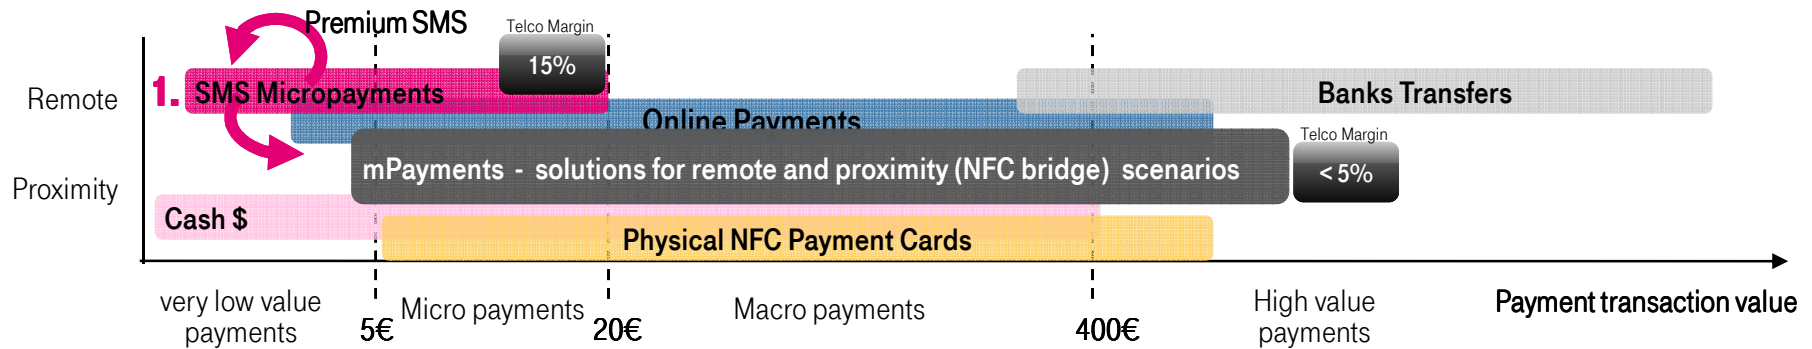 Premium SMS
Telco Margin
15%
Remote
1. SMS Micropayments
Banks Transfers
Online Payments
Telco Margin
mPayments - solutions for remote and proximity (NFC bridge) scenarios
< 5%
Proximity
Cash $
Physical NFC Payment Cards
very low value
payments
5€
Micro payments
20€
Macro payments
400€
High value
payments
Payment transaction value